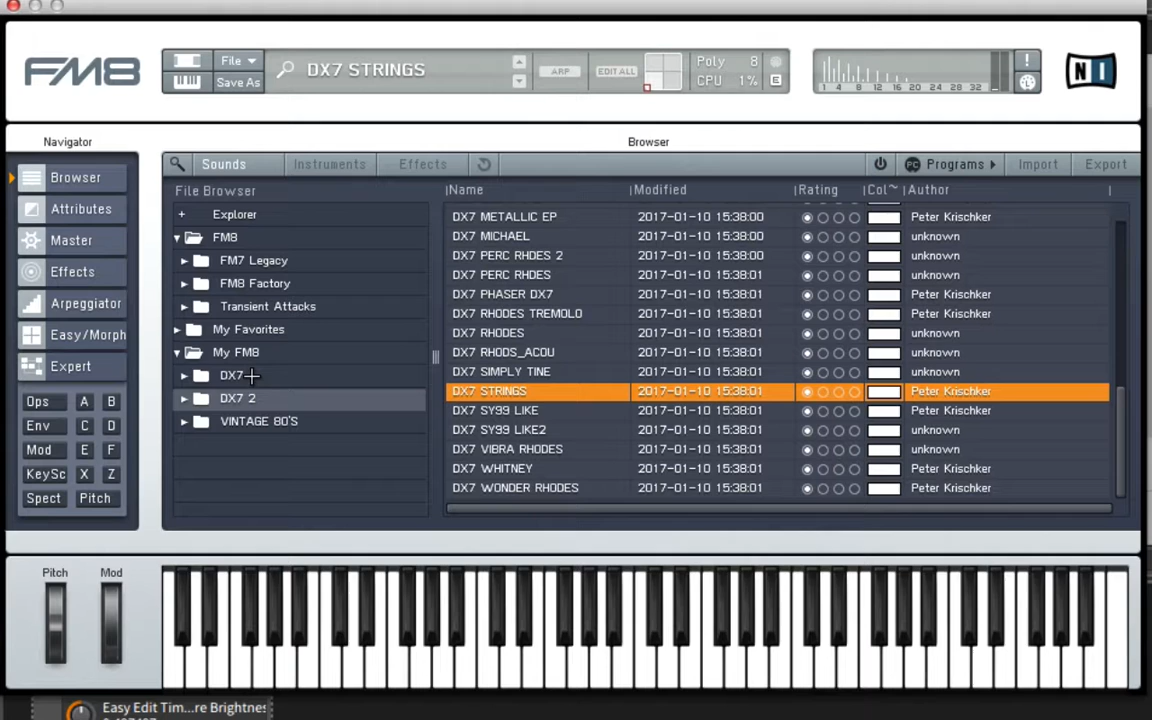 FM8
File
Save As
DX7 STRINGS
ARP
EDIT ALL
Poly 8
CPU 1%
E
1 4 8 12 16 20 24 28 32
!
N I
Navigator
Browser
Browser
Attributes
Master
Effects
Arpeggiator
Easy/Morph
Expert
Ops A B
Env C D
Mod E F
KeySc X Z
Spect Pitch
Sounds Instruments Effects
PC Programs Import Export
File Browser
+ Explorer
FM8
FM7 Legacy
FM8 Factory
Transient Attacks
My Favorites
My FM8
DX7
DX7 2
VINTAGE 80'S
Name Modified Rating Col~ Author
DX7 METALLIC EP 2017-01-10 15:38:00 Peter Krischker
DX7 MICHAEL 2017-01-10 15:38:00 unknown
DX7 PERC RHDES 2 2017-01-10 15:38:00 unknown
DX7 PERC RHDES 2017-01-10 15:38:01 unknown
DX7 PHASER DX7 2017-01-10 15:38:01 Peter Krischker
DX7 RHODES TREMOLO 2017-01-10 15:38:01 Peter Krischker
DX7 RHODES 2017-01-10 15:38:01 unknown
DX7 RHODS_ACOU 2017-01-10 15:38:01 unknown
DX7 SIMPLY TINE 2017-01-10 15:38:01 unknown
DX7 STRINGS 2017-01-10 15:38:01 Peter Krischker
DX7 SY99 LIKE 2017-01-10 15:38:01 Peter Krischker
DX7 SY99 LIKE2 2017-01-10 15:38:01 unknown
DX7 VIBRA RHODES 2017-01-10 15:38:01 unknown
DX7 WHITNEY 2017-01-10 15:38:01 Peter Krischker
DX7 WONDER RHODES 2017-01-10 15:38:01 Peter Krischker
Pitch Mod
Easy Edit Tim...re Brightnes